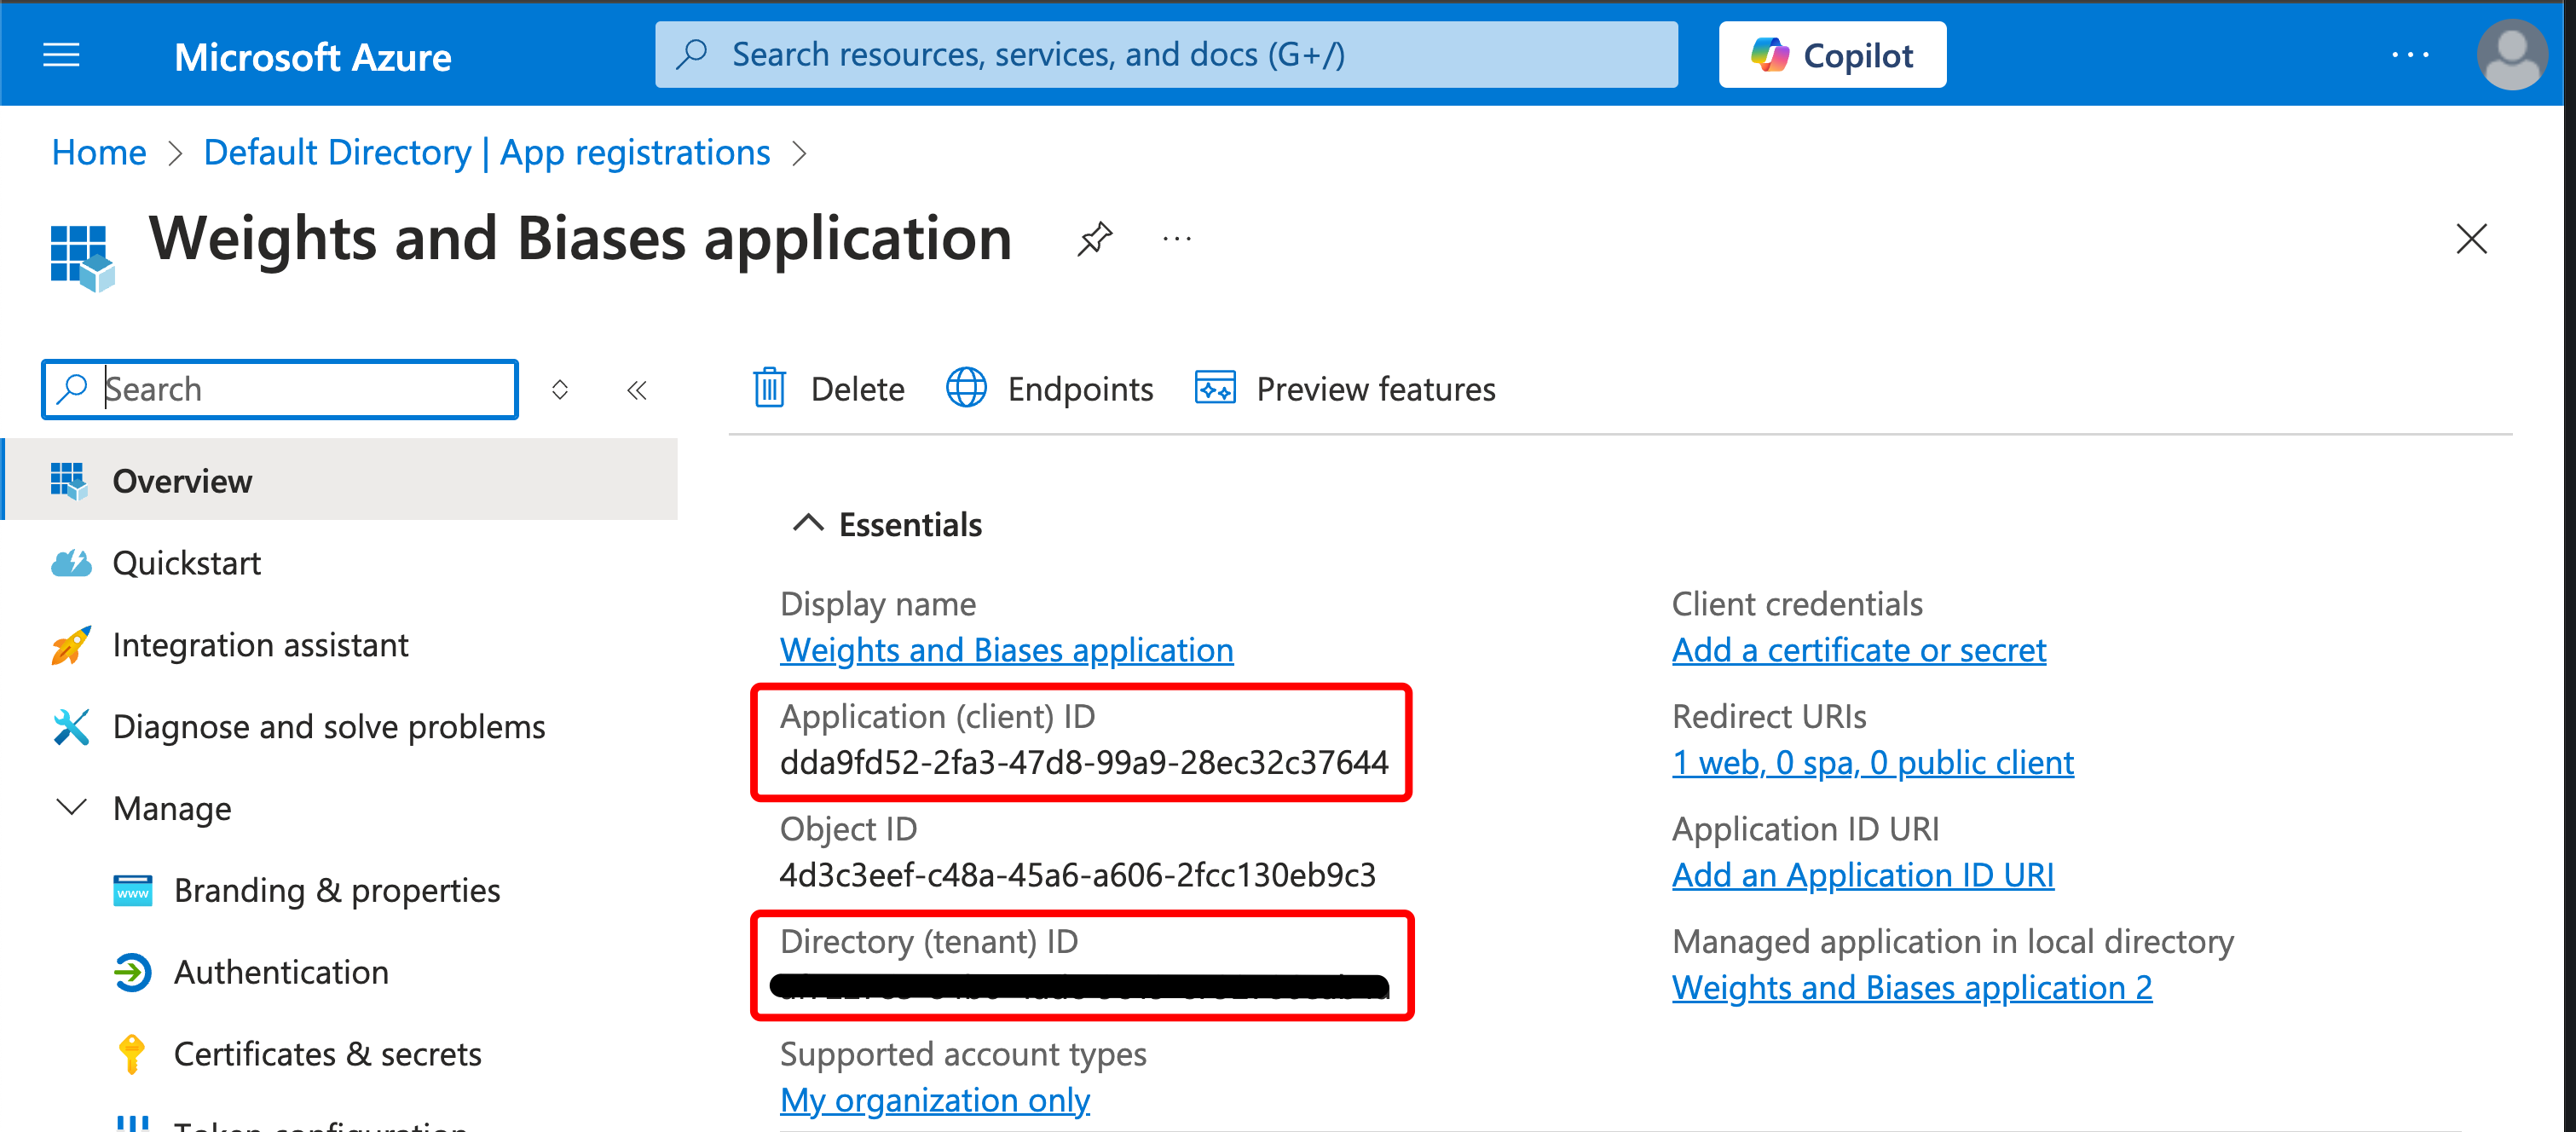 Microsoft Azure
Search resources, services, and docs (G+/)
Copilot
Home > Default Directory | App registrations >
Weights and Biases application
Search
Delete
Endpoints
Preview features
Overview
Quickstart
Integration assistant
Diagnose and solve problems
Manage
Branding & properties
Authentication
Certificates & secrets
Token configuration
Essentials
Display name
Weights and Biases application
Application (client) ID
dda9fd52-2fa3-47d8-99a9-28ec32c37644
Object ID
4d3c3eef-c48a-45a6-a606-2fcc130eb9c3
Directory (tenant) ID
Supported account types
My organization only
Client credentials
Add a certificate or secret
Redirect URIs
1 web, 0 spa, 0 public client
Application ID URI
Add an Application ID URI
Managed application in local directory
Weights and Biases application 2